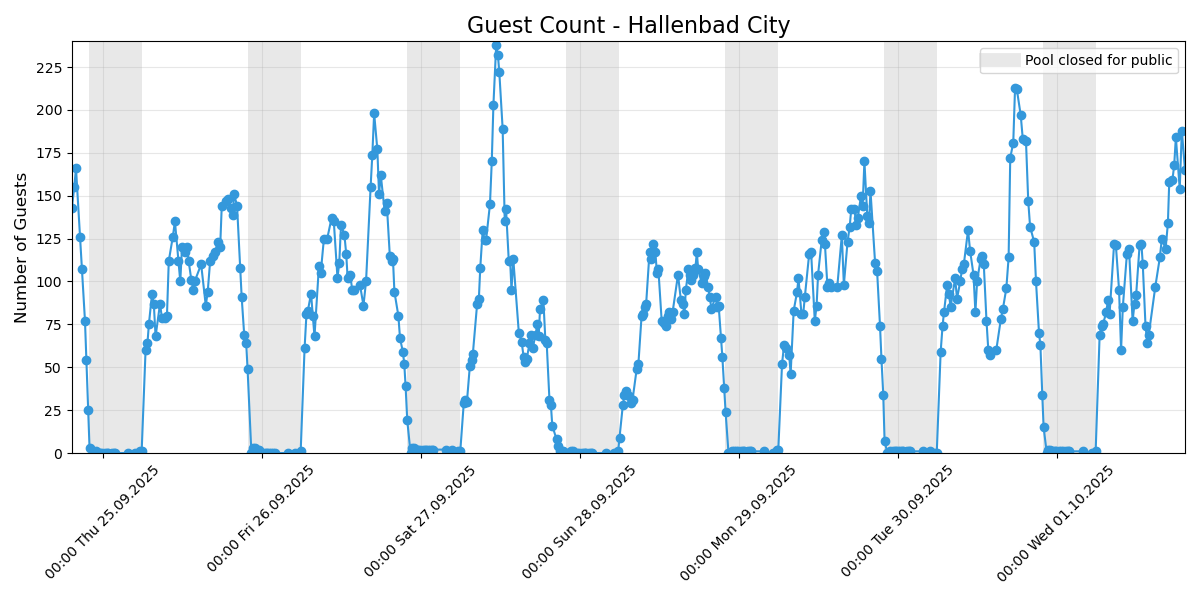 Guest Count - Hallenbad City
Pool closed for public
Number of Guests
225
200
175
150
125
100
75
50
25
0
00:00 Thu 25.09.2025
00:00 Fri 26.09.2025
00:00 Sat 27.09.2025
00:00 Sun 28.09.2025
00:00 Mon 29.09.2025
00:00 Tue 30.09.2025
00:00 Wed 01.10.2025